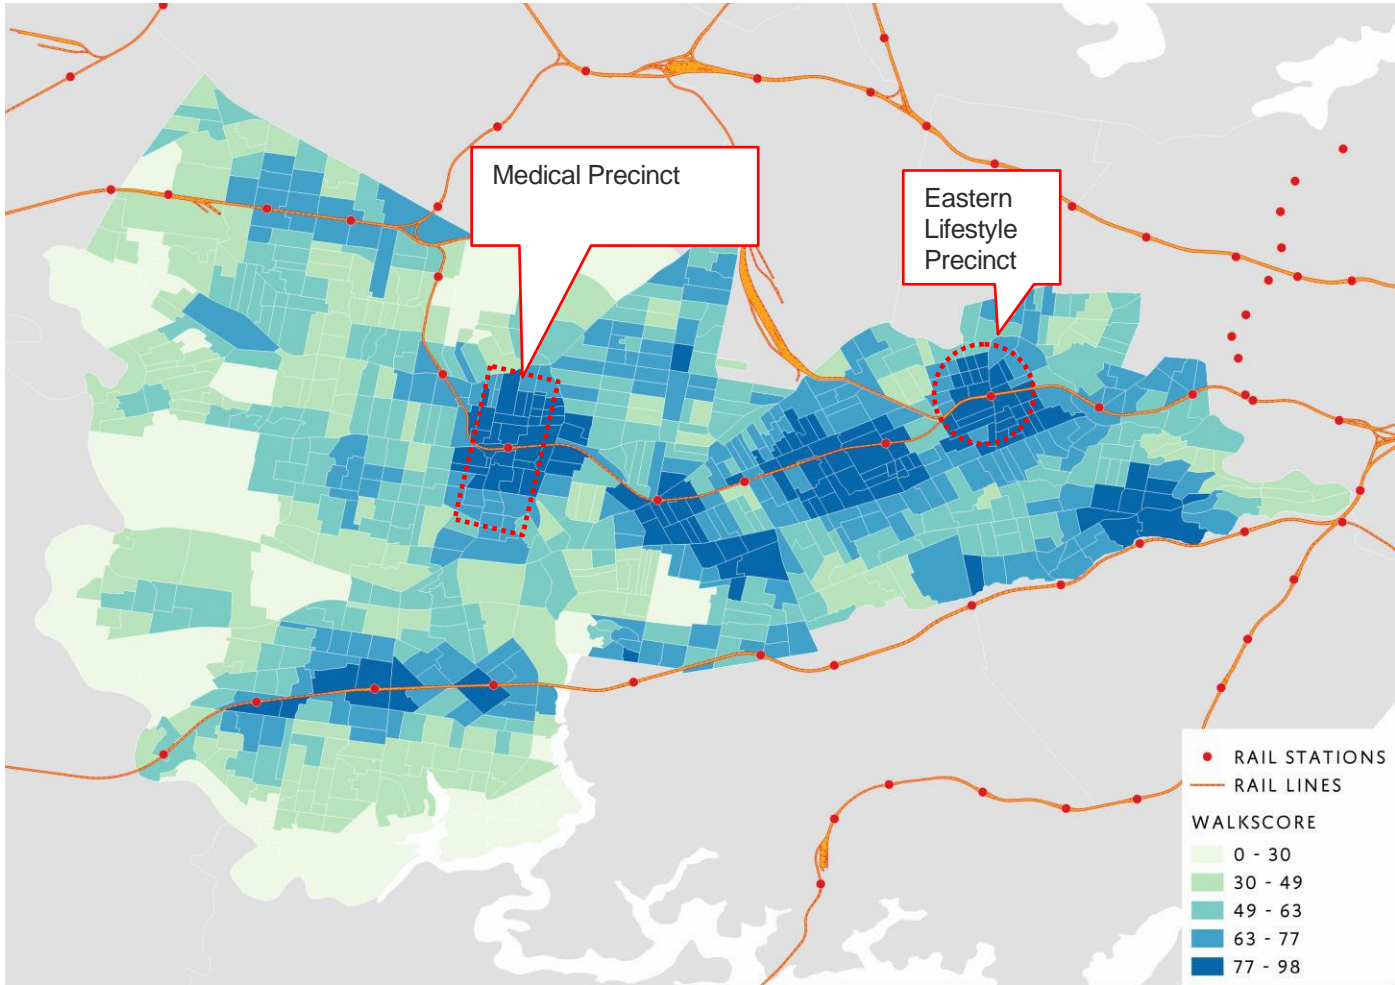 Medical Precinct
Eastern
Lifestyle
Precinct
RAIL STATIONS
RAIL LINES
WALKSCORE
0 - 30
30 - 49
49 - 63
63 - 77
77 - 98